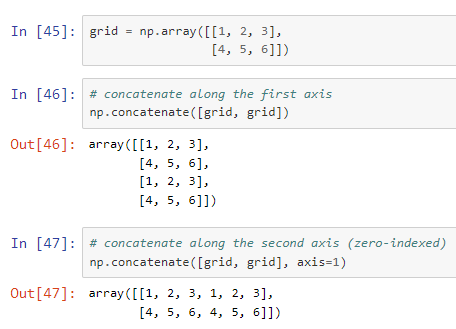 In [45]: grid = np.array([[1, 2, 3],
                [4, 5, 6]])
In [46]: # concatenate along the first axis
np.concatenate([grid, grid])
Out[46]: array([[1, 2, 3],
       [4, 5, 6],
       [1, 2, 3],
       [4, 5, 6]])
In [47]: # concatenate along the second axis (zero-indexed)
np.concatenate([grid, grid], axis=1)
Out[47]: array([[1, 2, 3, 1, 2, 3],
       [4, 5, 6, 4, 5, 6]])